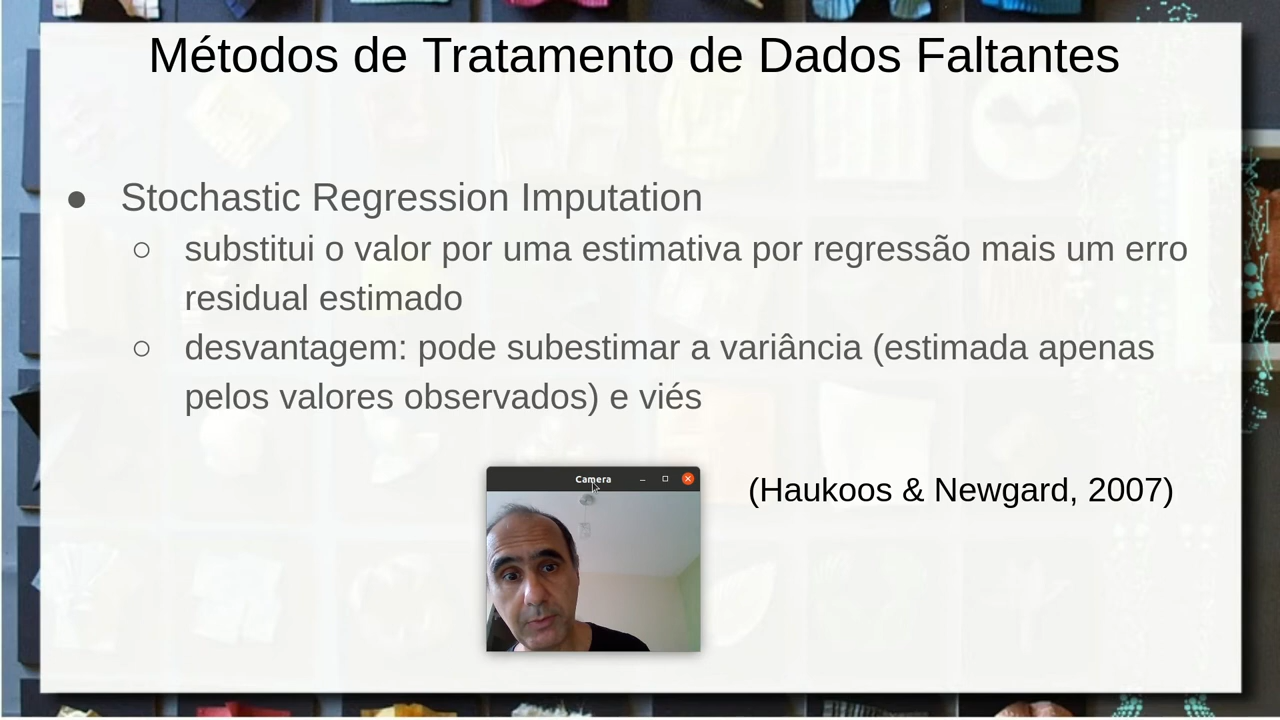 Métodos de Tratamento de Dados Faltantes
● Stochastic Regression Imputation
○ substitui o valor por uma estimativa por regressão mais um erro
residual estimado
○ desvantagem: pode subestimar a variância (estimada apenas
pelos valores observados) e viés
Camera
(Haukoos & Newgard, 2007)